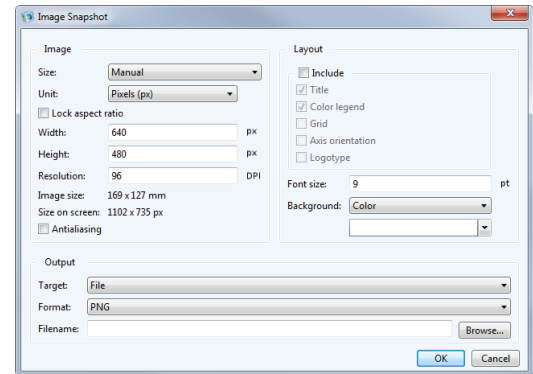 Image Snapshot
Image
Size: Manual
Unit: Pixels (px)
Lock aspect ratio
Width: 640 px
Height: 480 px
Resolution: 96 DPI
Image size: 169 x 127 mm
Size on screen: 1102 x 735 px
Antialiasing
Layout
Include
Title
Color legend
Grid
Axis orientation
Logotype
Font size: 9 pt
Background: Color
Output
Target: File
Format: PNG
Filename: Browse...
OK Cancel